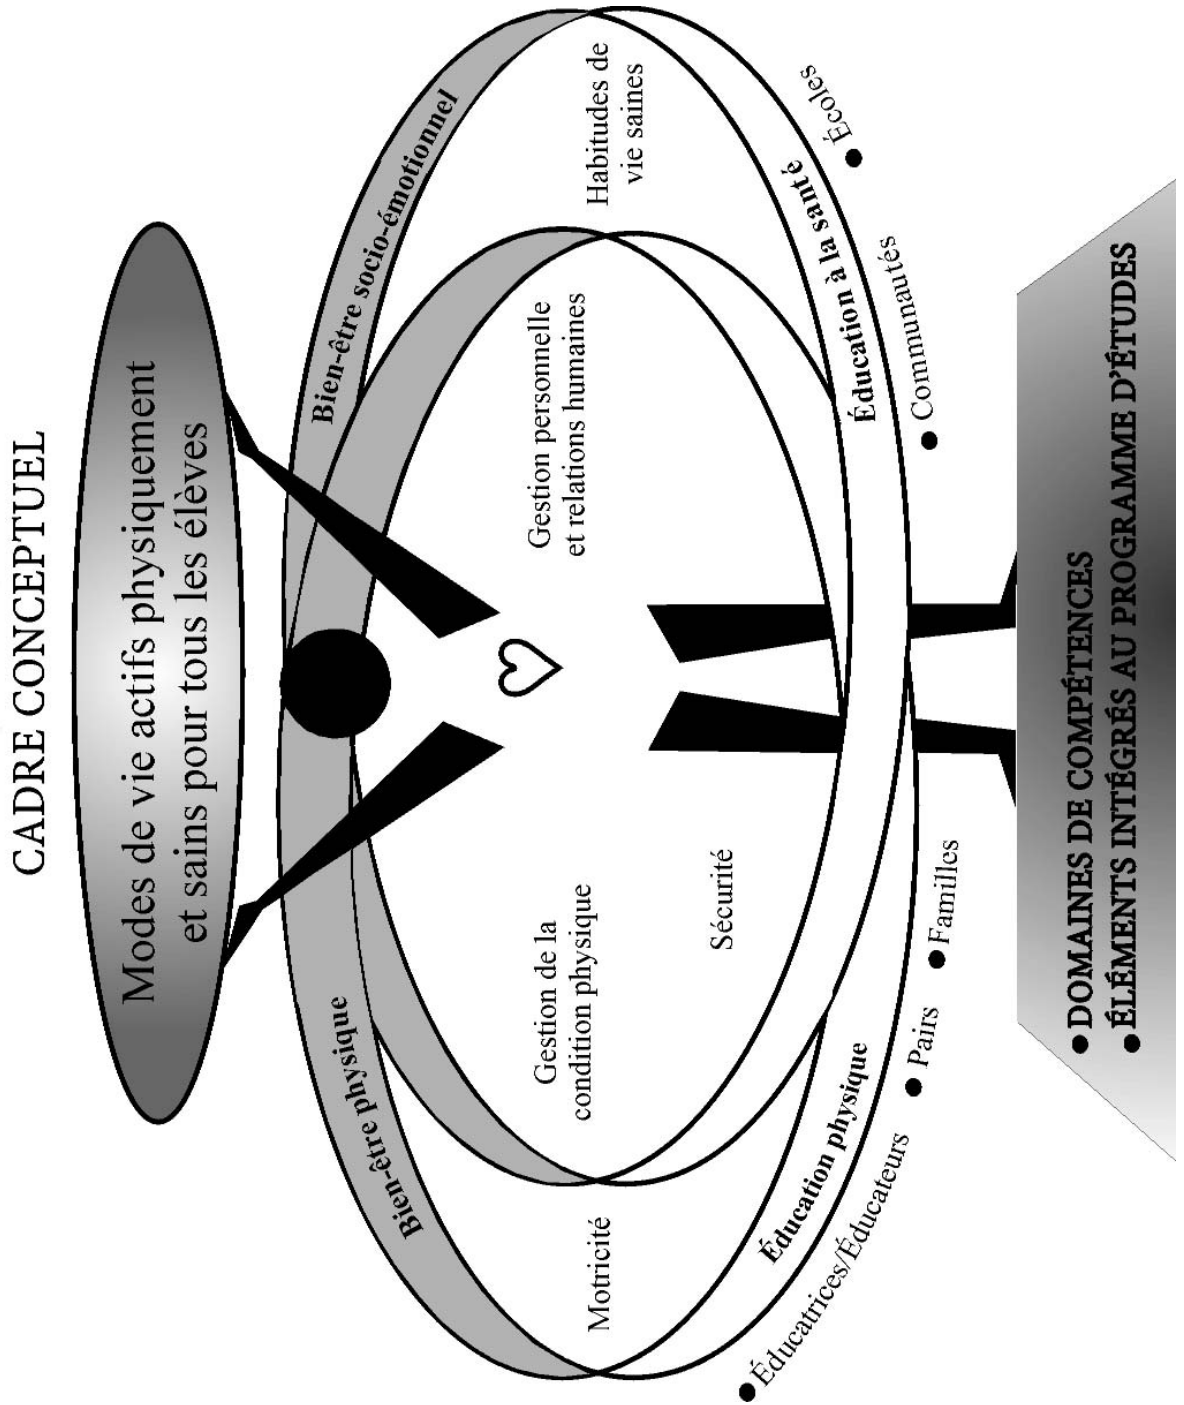 CADRE CONCEPTUEL
Modes de vie actifs physiquement
et sains pour tous les élèves
Bien-être physique
Bien-être socio-émotionnel
Motricité
Gestion de la
condition physique
Gestion personnelle
et relations humaines
Habitudes de
vie saines
Sécurité
Éducation physique
Éducation à la santé
● Éducatrices/Éducateurs
● Pairs
● Familles
● Communautés
● Écoles
● DOMAINES DE COMPÉTENCES
● ÉLÉMENTS INTÉGRÉS AU PROGRAMME D'ÉTUDES